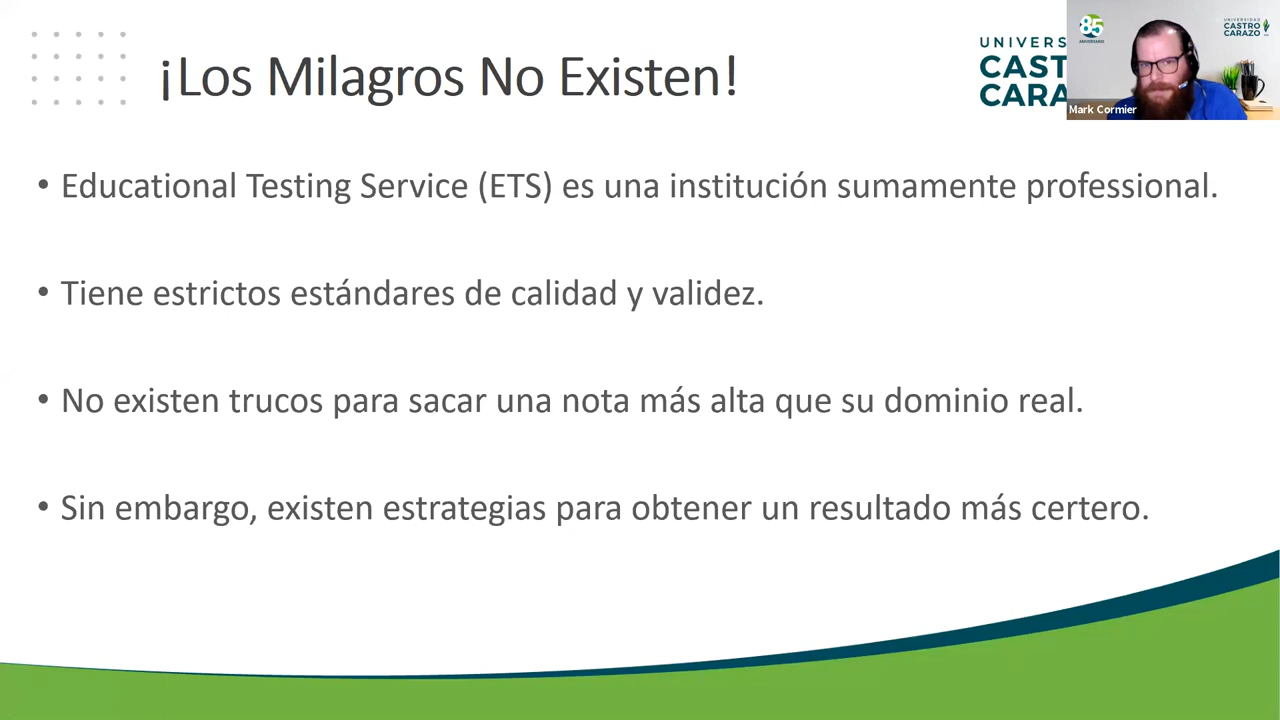 ¡Los Milagros No Existen!
UNIVERS
CAST
CARA
85
ANIVERSARIO
UNIVERSIDAD
CASTRO
CARAZO
Mark Cormier
• Educational Testing Service (ETS) es una institución sumamente professional.
• Tiene estrictos estándares de calidad y validez.
• No existen trucos para sacar una nota más alta que su dominio real.
• Sin embargo, existen estrategias para obtener un resultado más certero.